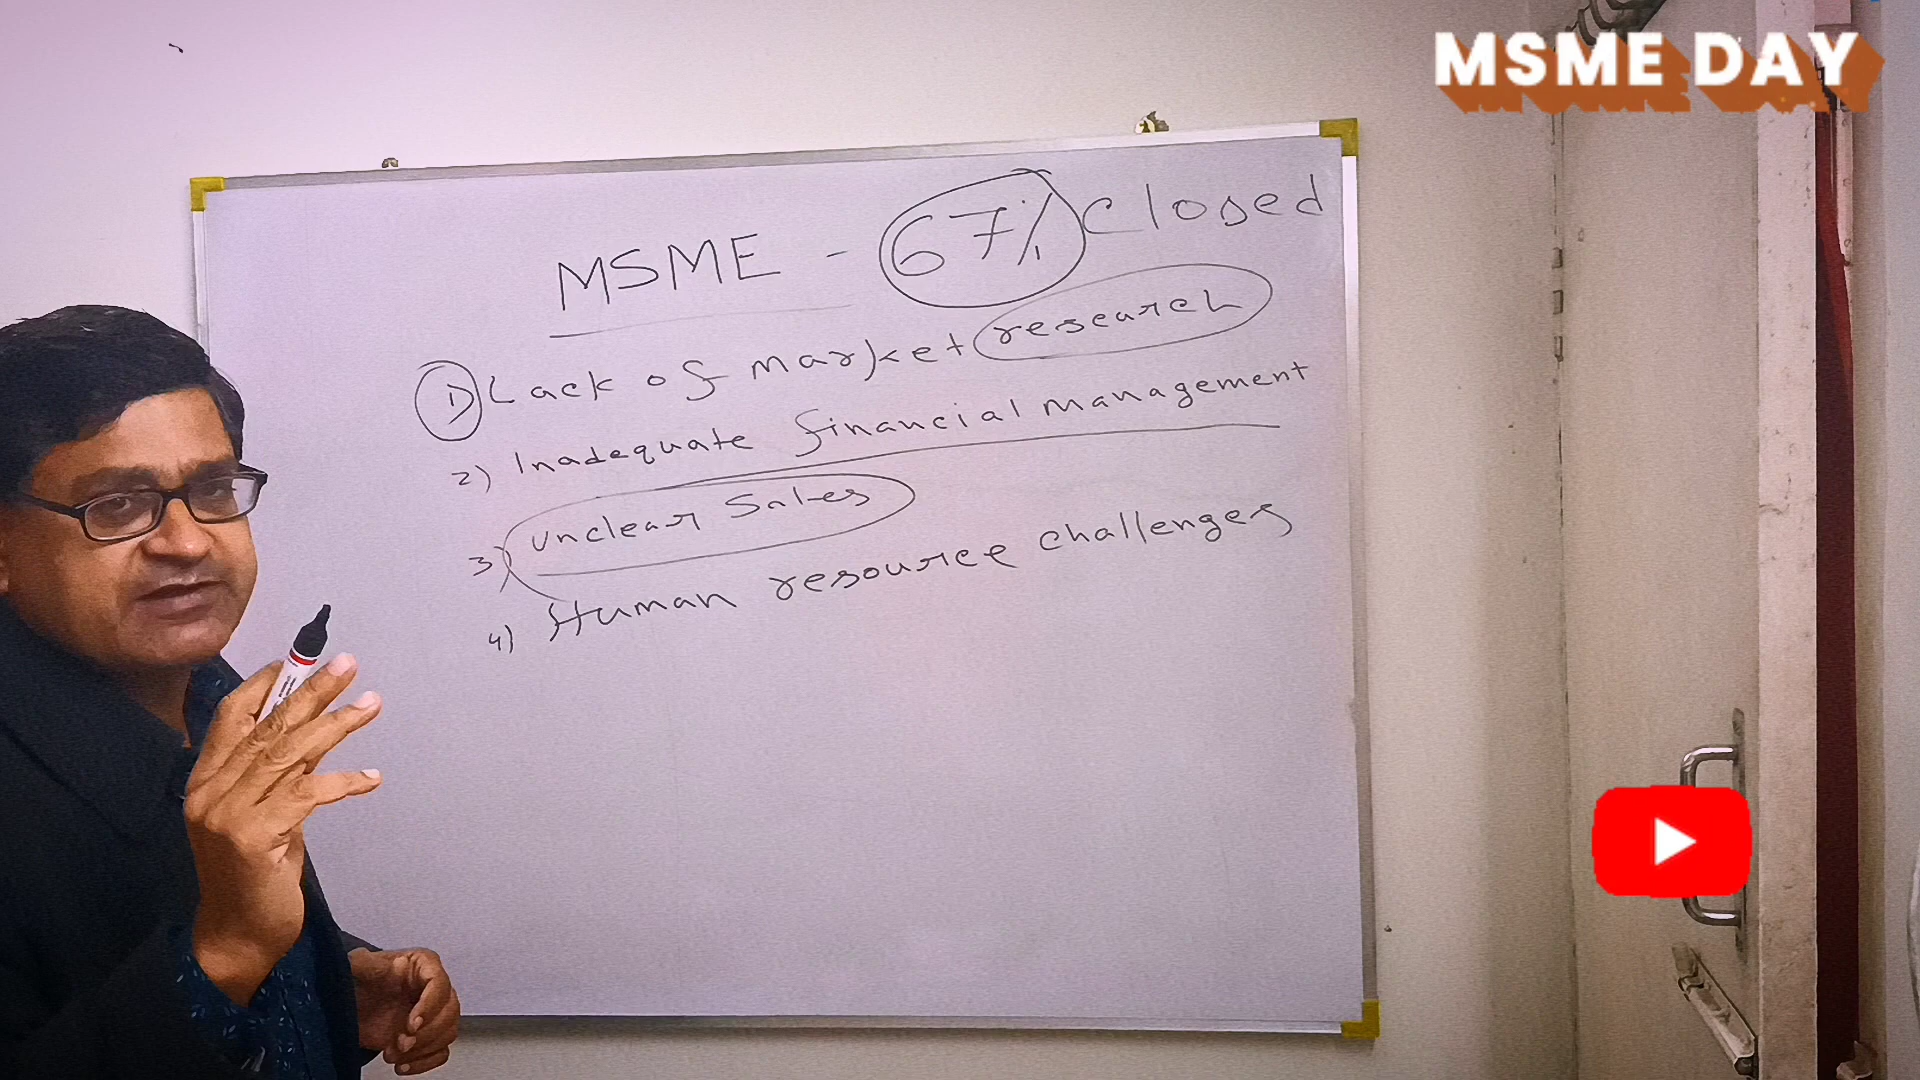 MSME DAY
MSME - 67% closed
1) Lack of market research
2) Inadequate financial management
3) unclear Sales
4) Human resource challenges